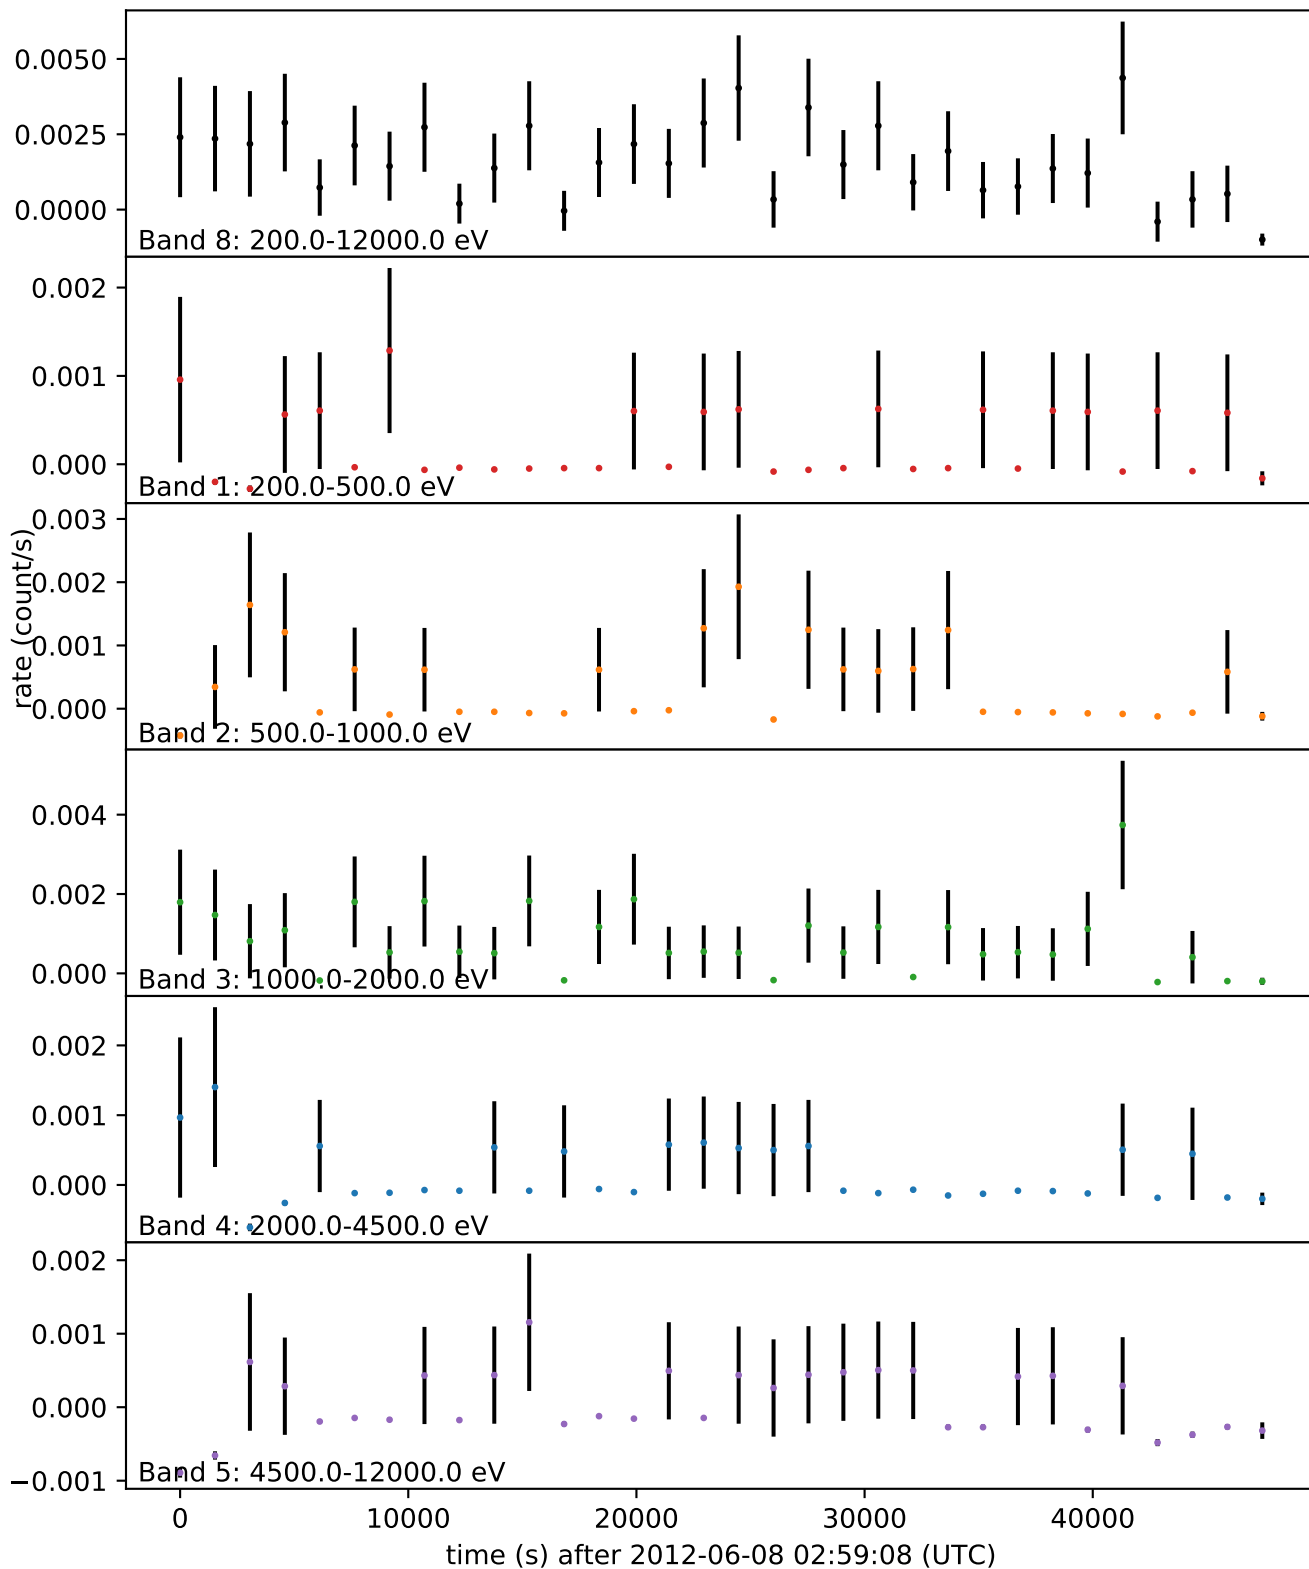 0.0050
0.0025
0.0000
Band 8: 200.0-12000.0 eV
0.002
0.001
0.000
Band 1: 200.0-500.0 eV
rate (count/s)
0.003
0.002
0.001
0.000
Band 2: 500.0-1000.0 eV
0.004
0.002
0.000
Band 3: 1000.0-2000.0 eV
0.002
0.001
0.000
Band 4: 2000.0-4500.0 eV
0.002
0.001
0.000
−0.001
Band 5: 4500.0-12000.0 eV
0 10000 20000 30000 40000
time (s) after 2012-06-08 02:59:08 (UTC)